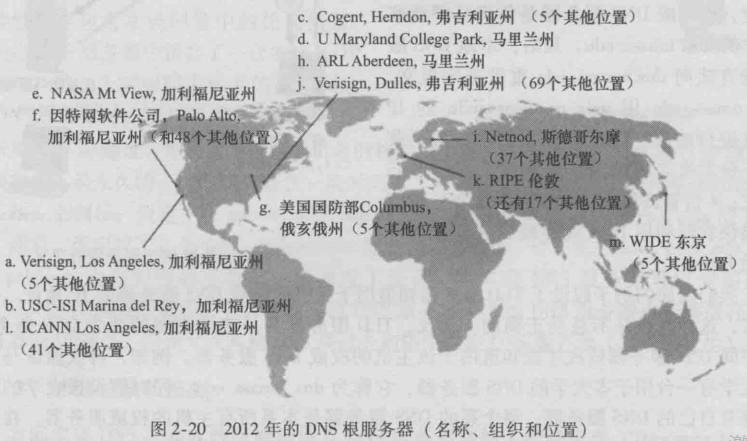 c. Cogent, Herndon, 弗吉尼亚州 （5个其他位置）
d. U Maryland College Park, 马里兰州
h. ARL Aberdeen, 马里兰州
j. Verisign, Dulles, 弗吉尼亚州 （69个其他位置）
e. NASA Mt View, 加利福尼亚州
f. 因特网软件公司，Palo Alto,
加利福尼亚州（和48个其他位置）
i. Netnod, 斯德哥尔摩
（37个其他位置）
k. RIPE 伦敦
（还有17个其他位置）
g. 美国国防部Columbus，
俄亥俄州（5个其他位置）
m. WIDE 东京
（5个其他位置）
a. Verisign, Los Angeles, 加利福尼亚州
（5个其他位置）
b. USC-ISI Marina del Rey，加利福尼亚州
l. ICANN Los Angeles, 加利福尼亚州
（41个其他位置）
图 2-20 2012 年的 DNS 根服务器（名称、组织和位置）